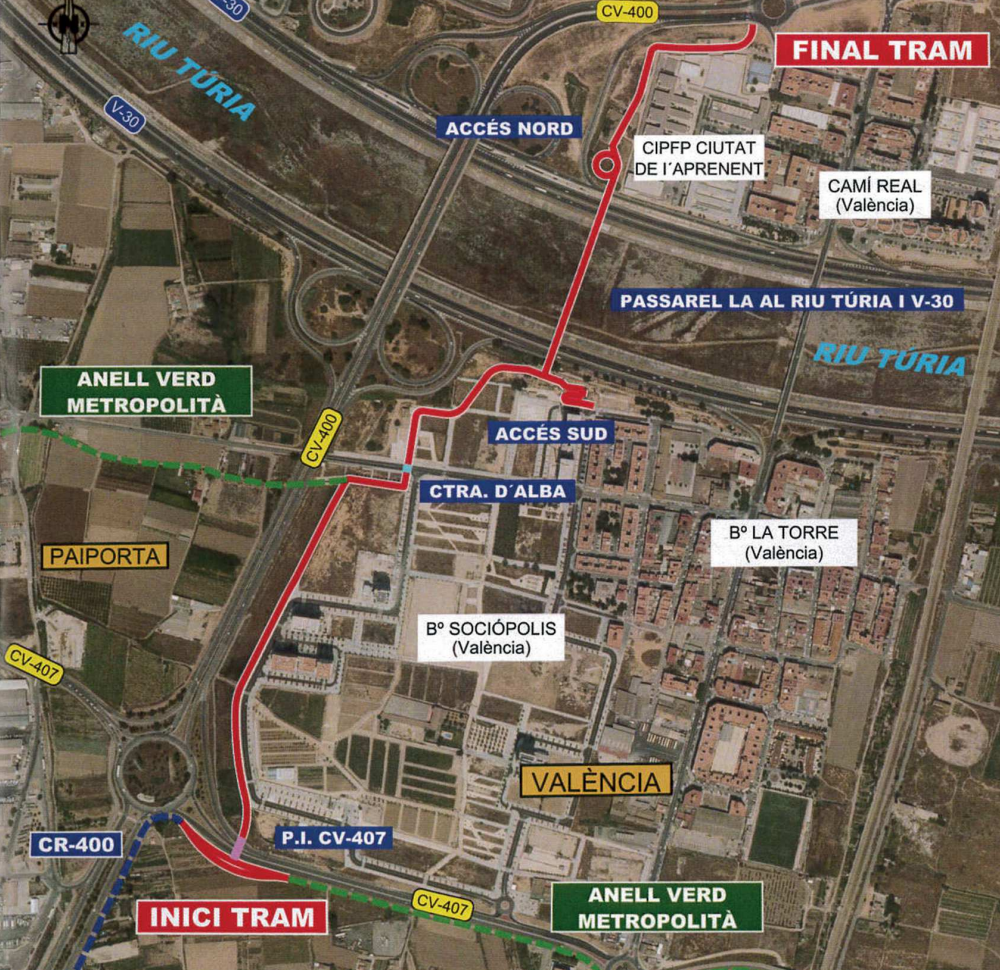 N
V-30
CV-400
FINAL TRAM
RIU TÚRIA
V-30
ACCÉS NORD
CIPFP CIUTAT
DE l´APRENENT
CAMÍ REAL
(València)
PASSAREL LA AL RIU TÚRIA I V-30
RIU TÚRIA
ANELL VERD
METROPOLITÀ
CV-400
ACCÉS SUD
CTRA. D´ALBA
Bº LA TORRE
(València)
PAIPORTA
Bº SOCIÓPOLIS
(València)
CV-407
VALÈNCIA
P.I. CV-407
CR-400
INICI TRAM
CV-407
ANELL VERD
METROPOLITÀ